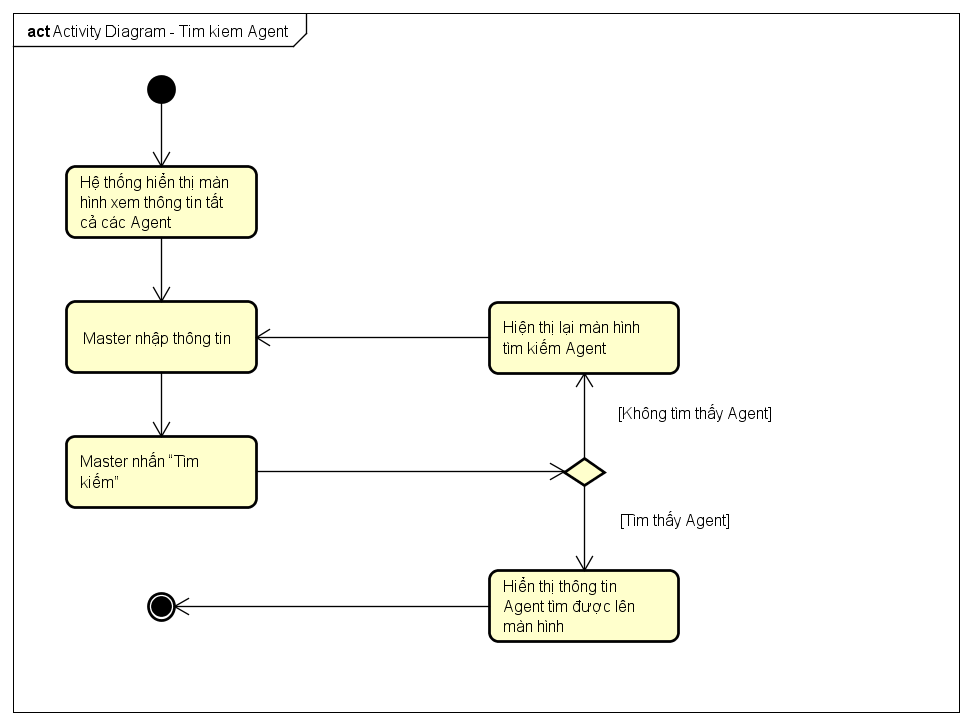 act Activity Diagram - Tim kiem Agent
Hệ thống hiển thị màn
hình xem thông tin tất
cả các Agent
Master nhập thông tin
Hiện thị lại màn hình
tìm kiếm Agent
[Không tìm thấy Agent]
Master nhấn “Tìm
kiếm”
[Tìm thấy Agent]
Hiển thị thông tin
Agent tìm được lên
màn hình